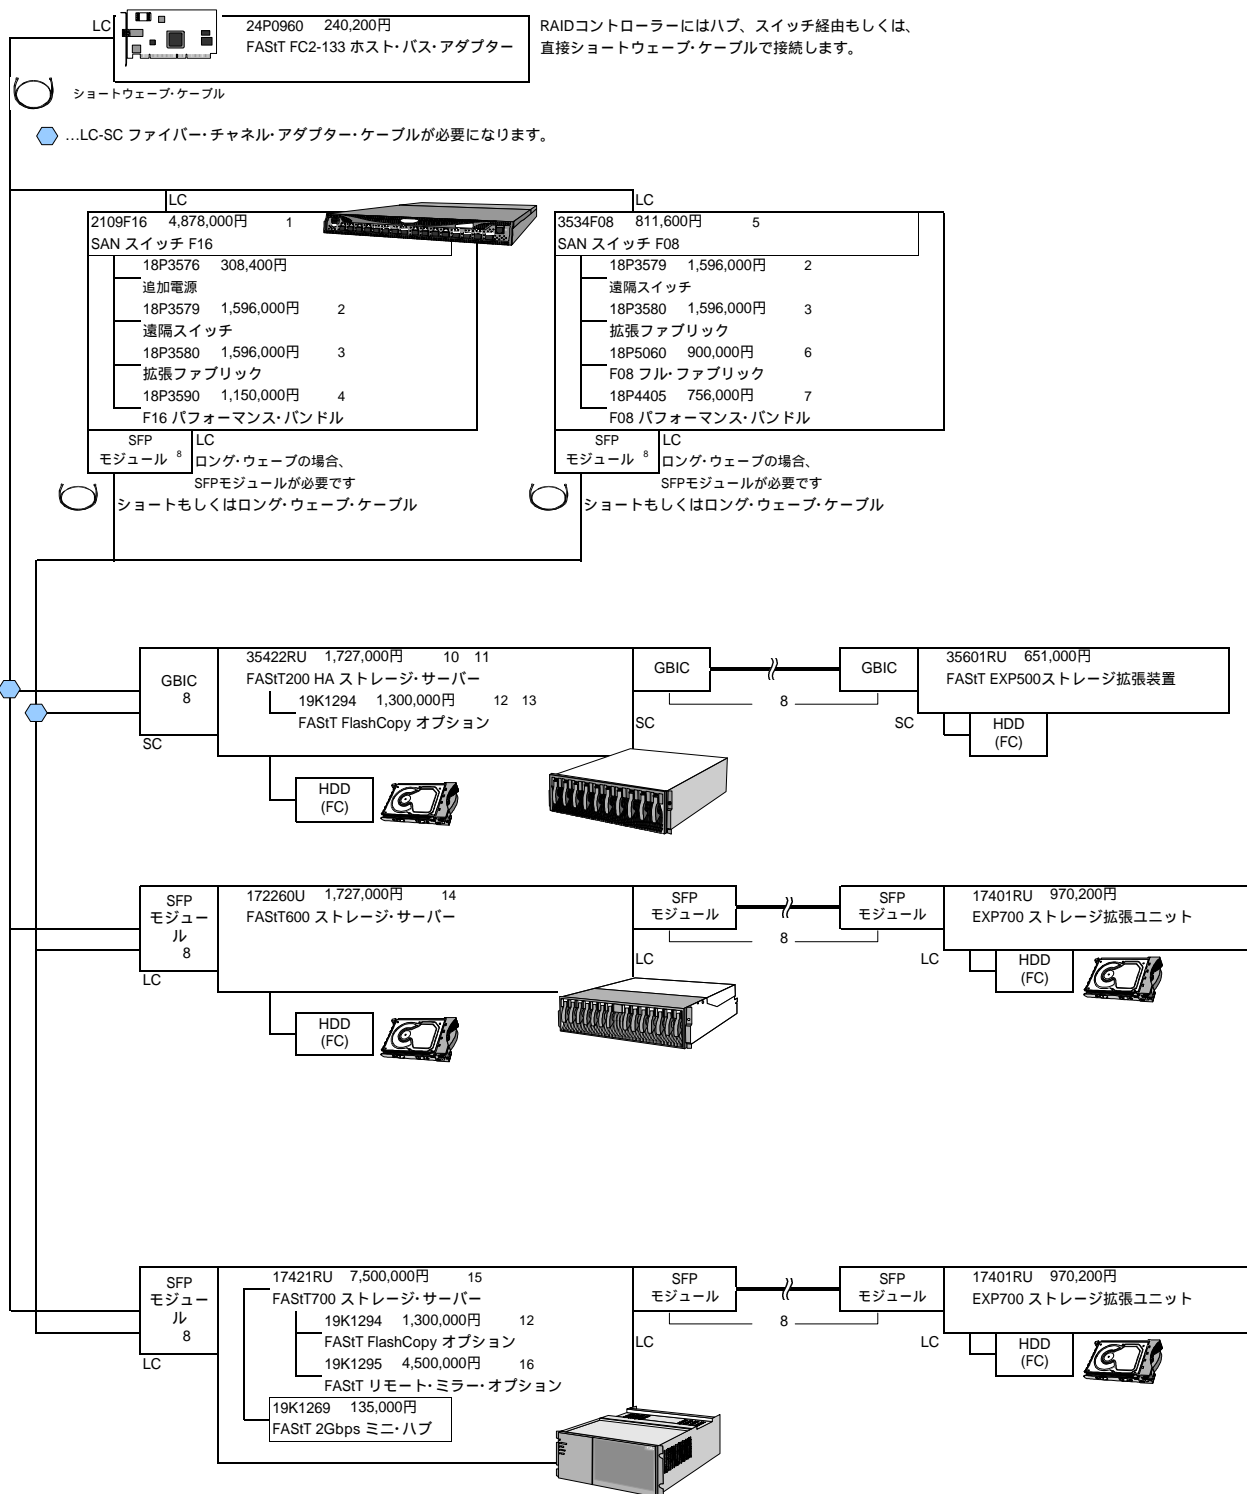 LC
24P0960 240,200円
FAStT FC2-133 ホスト・バス・アダプター
RAIDコントローラーにはハブ、スイッチ経由もしくは、
直接ショートウェーブ・ケーブルで接続します。
ショートウェーブ・ケーブル
…LC-SC ファイバー・チャネル・アダプター・ケーブルが必要になります。
LC
2109F16 4,878,000円 1
SAN スイッチ F16
18P3576 308,400円
追加電源
18P3579 1,596,000円 2
遠隔スイッチ
18P3580 1,596,000円 3
拡張ファブリック
18P3590 1,150,000円 4
F16 パフォーマンス・バンドル
SFP
モジュール 8
LC
ロング・ウェーブの場合、
SFPモジュールが必要です
ショートもしくはロング・ウェーブ・ケーブル
LC
3534F08 811,600円 5
SAN スイッチ F08
18P3579 1,596,000円 2
遠隔スイッチ
18P3580 1,596,000円 3
拡張ファブリック
18P5060 900,000円 6
F08 フル・ファブリック
18P4405 756,000円 7
F08 パフォーマンス・バンドル
SFP
モジュール 8
LC
ロング・ウェーブの場合、
SFPモジュールが必要です
ショートもしくはロング・ウェーブ・ケーブル
GBIC
8
SC
35422RU 1,727,000円 10 11
FAStT200 HA ストレージ・サーバー
19K1294 1,300,000円 12 13
FAStT FlashCopy オプション
HDD
(FC)
GBIC
SC
8
GBIC
SC
35601RU 651,000円
FAStT EXP500ストレージ拡張装置
HDD
(FC)
SFP
モジュー
ル
8
LC
172260U 1,727,000円 14
FAStT600 ストレージ・サーバー
HDD
(FC)
SFP
モジュール
LC
8
SFP
モジュール
LC
17401RU 970,200円
EXP700 ストレージ拡張ユニット
HDD
(FC)
SFP
モジュー
ル
8
LC
17421RU 7,500,000円 15
FAStT700 ストレージ・サーバー
19K1294 1,300,000円 12
FAStT FlashCopy オプション
19K1295 4,500,000円 16
FAStT リモート・ミラー・オプション
19K1269 135,000円
FAStT 2Gbps ミニ・ハブ
SFP
モジュール
LC
8
SFP
モジュール
LC
17401RU 970,200円
EXP700 ストレージ拡張ユニット
HDD
(FC)